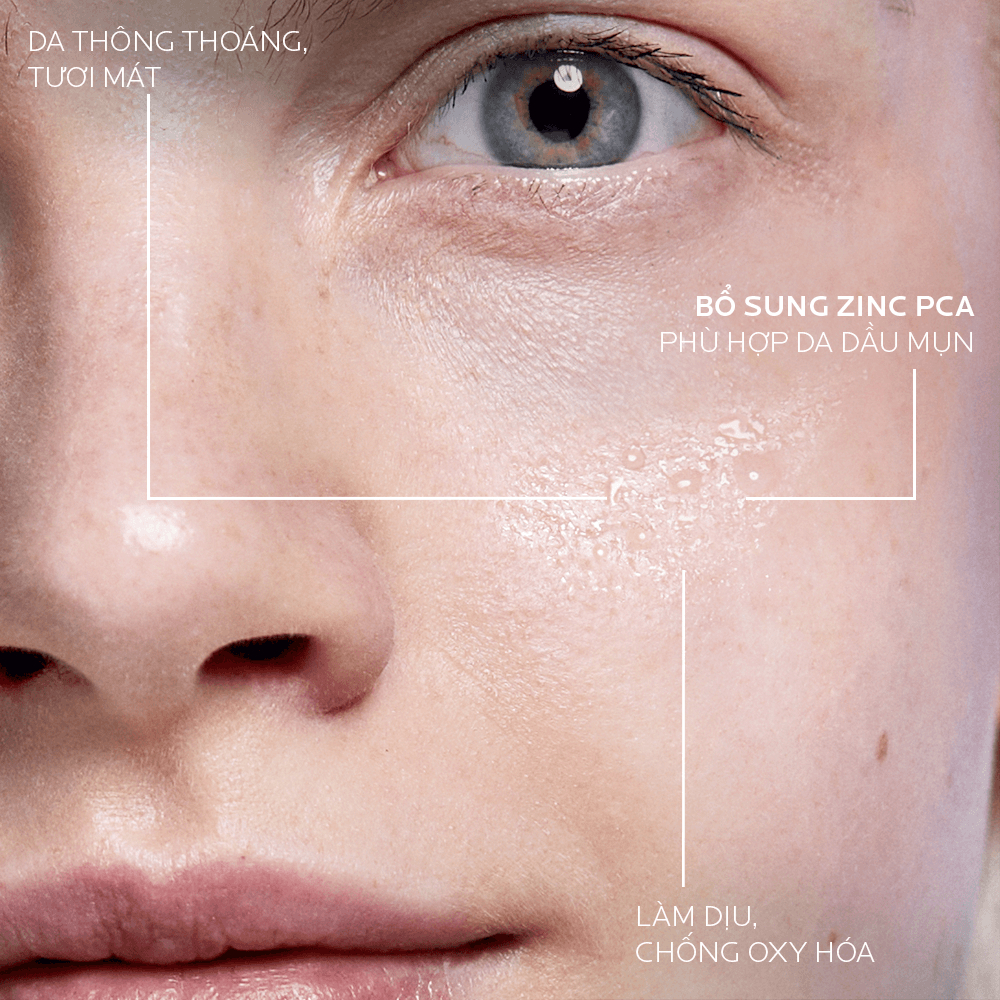 DA THÔNG THOÁNG,
TƯƠI MÁT
BỔ SUNG ZINC PCA
PHÙ HỢP DA DẦU MỤN
LÀM DỊU,
CHỐNG OXY HÓA